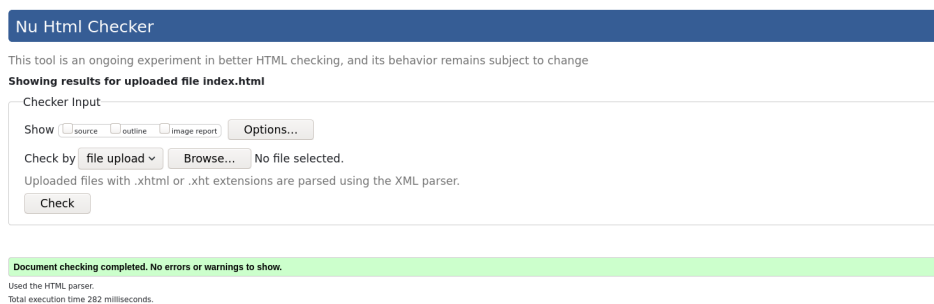 Nu Html Checker
This tool is an ongoing experiment in better HTML checking, and its behavior remains subject to change
Showing results for uploaded file index.html
Checker Input
Show source outline image report Options...
Check by file upload Browse... No file selected.
Uploaded files with .xhtml or .xht extensions are parsed using the XML parser.
Check
Document checking completed. No errors or warnings to show.
Used the HTML parser.
Total execution time 282 milliseconds.